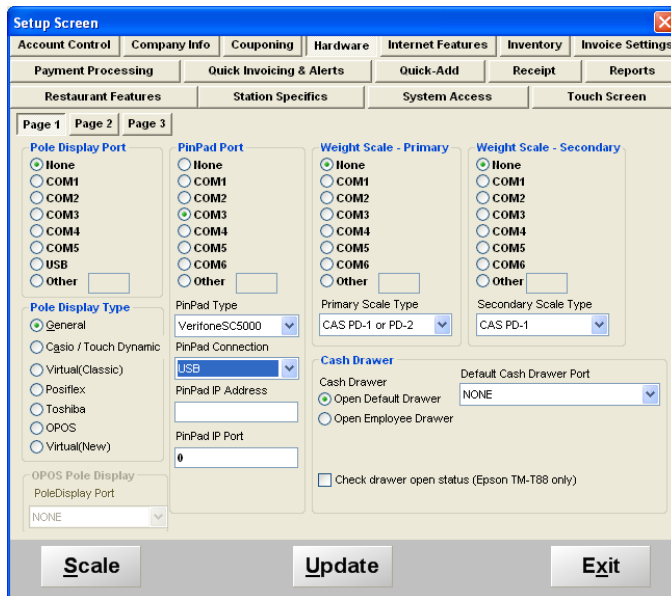 Setup Screen
Account Control Company Info Couponing Hardware Internet Features Inventory Invoice Settings
Payment Processing Quick Invoicing & Alerts Quick-Add Receipt Reports
Restaurant Features Station Specifics System Access Touch Screen
Page 1 Page 2 Page 3
Pole Display Port
None
COM1
COM2
COM3
COM4
COM5
USB
Other
Pole Display Type
General
Casio / Touch Dynamic
Virtual(Classic)
Posiflex
Toshiba
OPOS
Virtual(New)
OPOS Pole Display
PoleDisplay Port
NONE
PinPad Port
None
COM1
COM2
COM3
COM4
COM5
COM6
Other
PinPad Type
VerifoneSC5000
PinPad Connection
USB
PinPad IP Address
PinPad IP Port
0
Weight Scale - Primary
None
COM1
COM2
COM3
COM4
COM5
COM6
Other
Primary Scale Type
CAS PD-1 or PD-2
Weight Scale - Secondary
None
COM1
COM2
COM3
COM4
COM5
COM6
Other
Secondary Scale Type
CAS PD-1
Cash Drawer
Cash Drawer
Open Default Drawer
Open Employee Drawer
Default Cash Drawer Port
NONE
Check drawer open status (Epson TM-T88 only)
Scale Update Exit